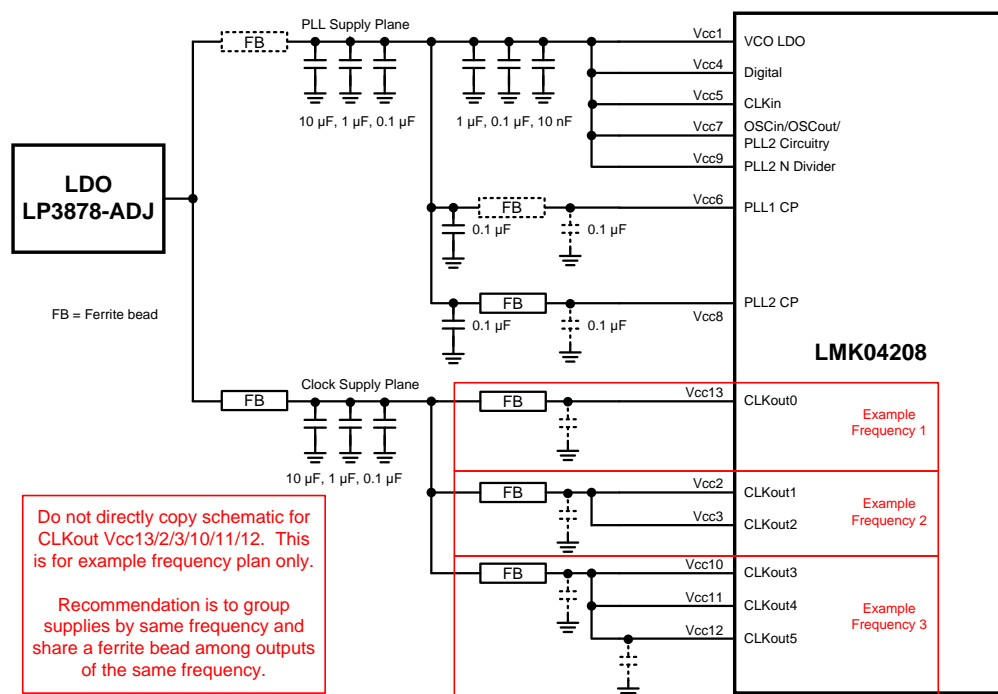 PLL Supply Plane
FB
10 µF, 1 µF, 0.1 µF
1 µF, 0.1 µF, 10 nF
Vcc1
VCO LDO
Vcc4
Digital
Vcc5
CLKin
Vcc7
OSCin/OSCout/
PLL2 Circuitry
Vcc9
PLL2 N Divider
LDO
LP3878-ADJ
FB
0.1 µF
0.1 µF
Vcc6
PLL1 CP
FB
0.1 µF
0.1 µF
Vcc8
PLL2 CP
FB = Ferrite bead
LMK04208
Clock Supply Plane
FB
10 µF, 1 µF, 0.1 µF
FB
Vcc13
CLKout0
Example
Frequency 1
FB
Vcc2
CLKout1
Vcc3
CLKout2
Example
Frequency 2
FB
Vcc10
CLKout3
Vcc11
CLKout4
Vcc12
CLKout5
Example
Frequency 3
Do not directly copy schematic for
CLKout Vcc13/2/3/10/11/12. This
is for example frequency plan only.
Recommendation is to group
supplies by same frequency and
share a ferrite bead among outputs
of the same frequency.